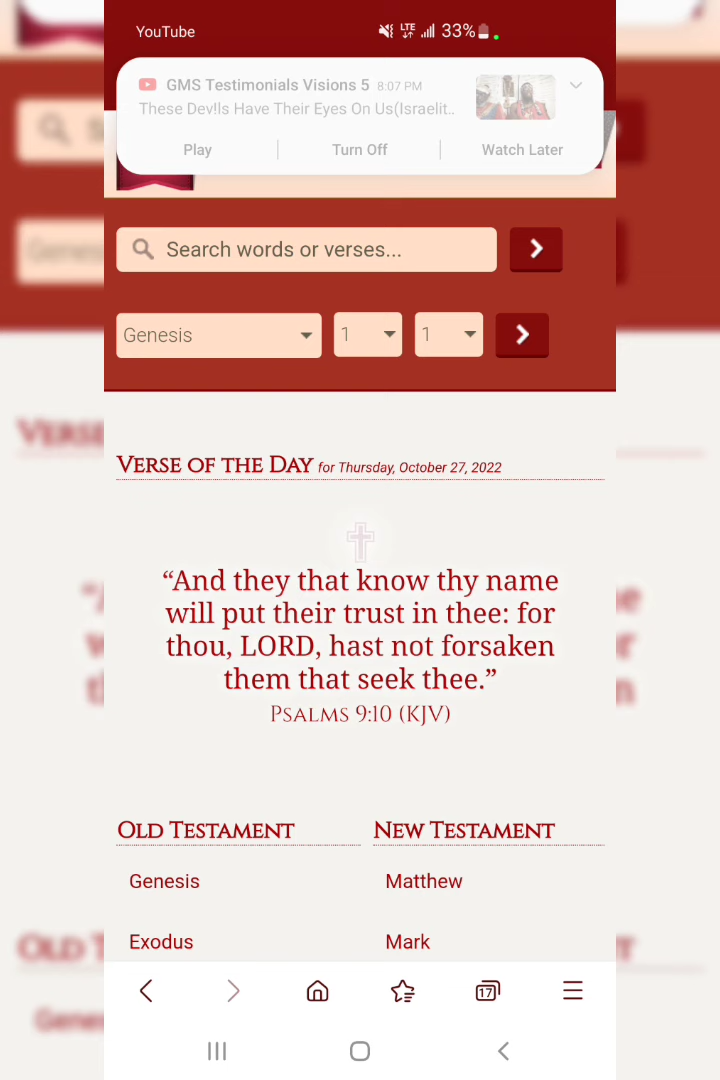 YouTube LTE 33%
GMS Testimonials Visions 5 8:07 PM
These Dev!ls Have Their Eyes On Us(Israelit..
Play Turn Off Watch Later
Search words or verses...
Genesis 1 1
VERSE OF THE DAY for Thursday, October 27, 2022
“And they that know thy name
will put their trust in thee: for
thou, LORD, hast not forsaken
them that seek thee.”
PSALMS 9:10 (KJV)
OLD TESTAMENT NEW TESTAMENT
Genesis Matthew
Exodus Mark
17